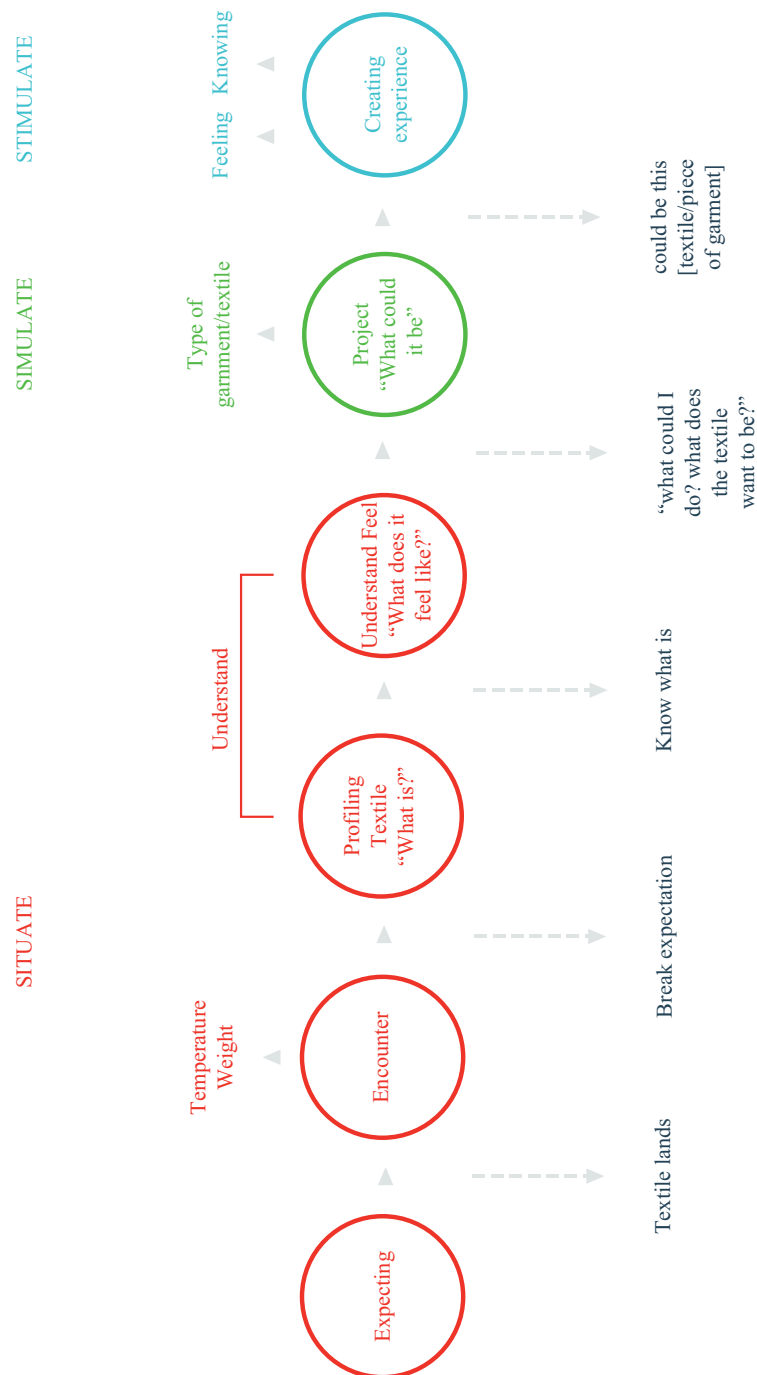 SITUATE
SIMULATE
STIMULATE
Temperature
Weight
Understand
Type of
garnment/textile
Feeling
Knowing
Expecting
Encounter
Profiling
Textile
“What is?”
Understand Feel
“What does it
feel like?”
Project
“What could
it be”
Creating
experience
Textile lands
Break expectation
Know what is
“what could I
do? what does
the textile
want to be?”
could be this
[textile/piece
of garment]